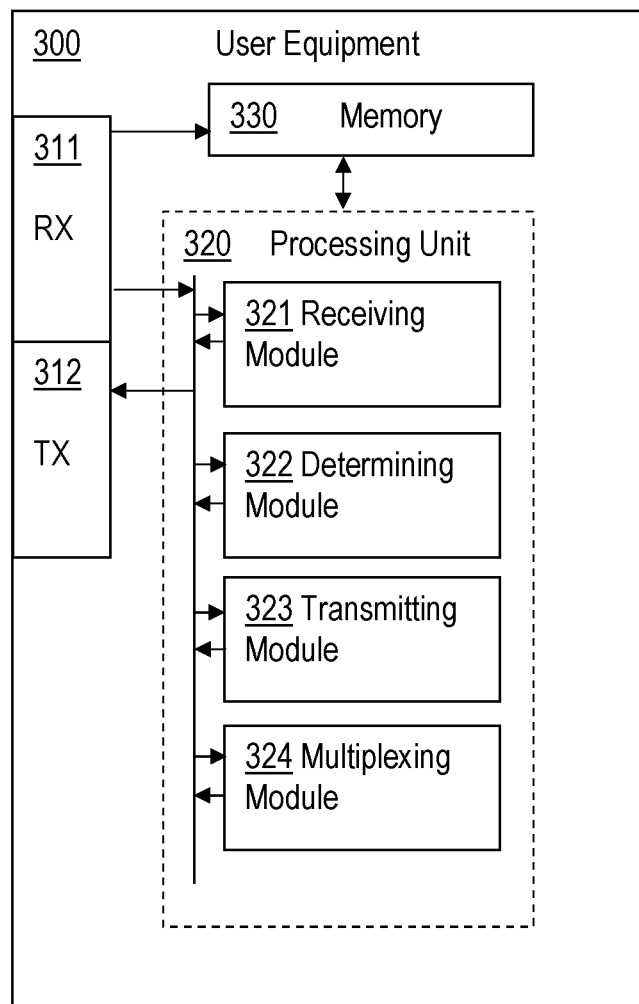 300 User Equipment
330 Memory
311
RX
320 Processing Unit
321 Receiving
Module
312
TX
322 Determining
Module
323 Transmitting
Module
324 Multiplexing
Module